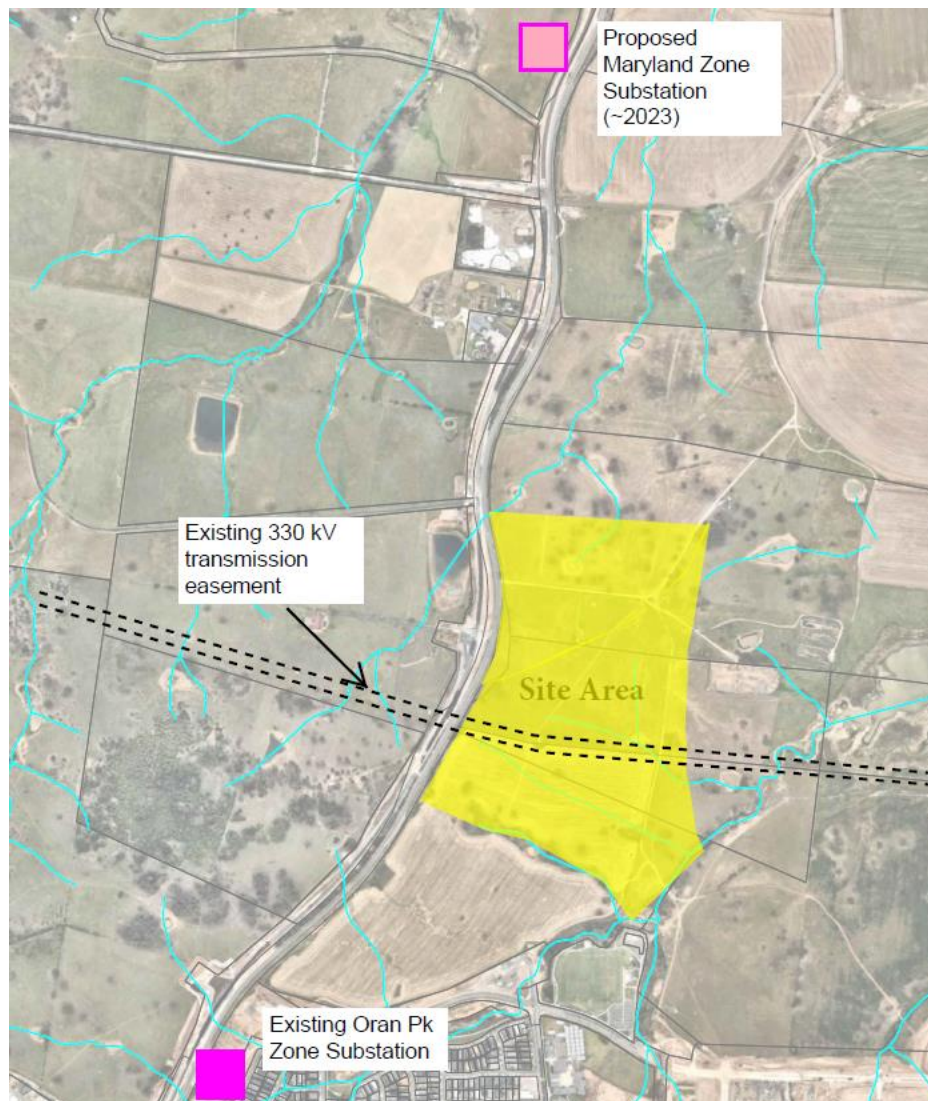 Proposed
Maryland Zone
Substation
(~2023)
Existing 330 kV
transmission
easement
Site Area
Existing Oran Pk
Zone Substation